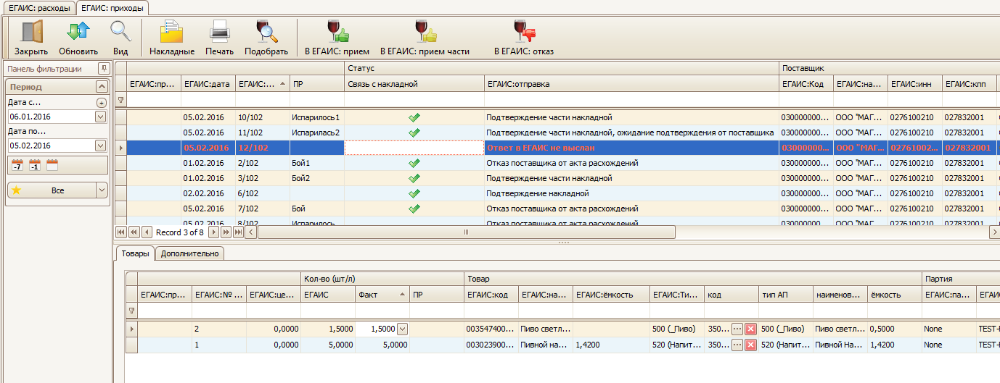 ЕГАИС: расходы ЕГАИС: приходы
Закрыть Обновить Вид Накладные Печать Подобрать В ЕГАИС: прием В ЕГАИС: прием части В ЕГАИС: отказ
Панель фильтрации
Период
Дата с...
06.01.2016
Дата по...
05.02.2016
-7 -1
Все
Статус Поставщик
ЕГАИС:пр... ЕГАИС:дата ЕГАИС:... ПР Связь с накладной ЕГАИС:отправка ЕГАИС:Код ЕГАИС:на... ЕГАИС:инн ЕГАИС:кпп
05.02.2016 10/102 Испарилось1 Подтверждение части накладной 030000000... ООО "МАГ... 0276100210 027832001
05.02.2016 11/102 Испарилась2 Подтверждение части накладной, ожидание подтверждения от поставщика 030000000... ООО "МАГ... 0276100210 027832001
05.02.2016 12/102 Ответ в ЕГАИС не выслан 03000000... ООО "МАГ... 02761002... 027832001
01.02.2016 2/102 Бой1 Отказ поставщика от акта расхождений 030000000... ООО "МАГ... 0276100210 027832001
01.02.2016 3/102 Бой2 Подтверждение части накладной 030000000... ООО "МАГ... 0276100210 027832001
02.02.2016 6/102 Подтверждение накладной 030000000... ООО "МАГ... 0276100210 027832001
05.02.2016 7/102 Бой Отказ поставщика от акта расхождений 030000000... ООО "МАГ... 0276100210 027832001
05.02.2016 8/102 Испарилось Отказ поставщика от акта расхождений 030000000... ООО "МАГ... 0276100210 027832001
Record 3 of 8
Товары Дополнительно
Кол-во (шт/л) Товар Партия
ЕГАИС:пр... ЕГАИС:№ ... ЕГАИС:це... ЕГАИС Факт ПР ЕГАИС:код ЕГАИС:на... ЕГАИС:ёмкость ЕГАИС:Ти... код тип АП наименов... ёмкость ЕГАИС:па... ЕГАИС
2 0,0000 1,5000 1,5000 003547400... Пиво светл... 500 (_Пиво) 350... ... 500 (_Пиво) Пиво светл... 0,5000 None TEST-
1 0,0000 5,0000 5,0000 003023900... Пивной на... 1,4200 520 (Напит... 350... ... 520 (Напит... Пивной На... 1,4200 None TEST-